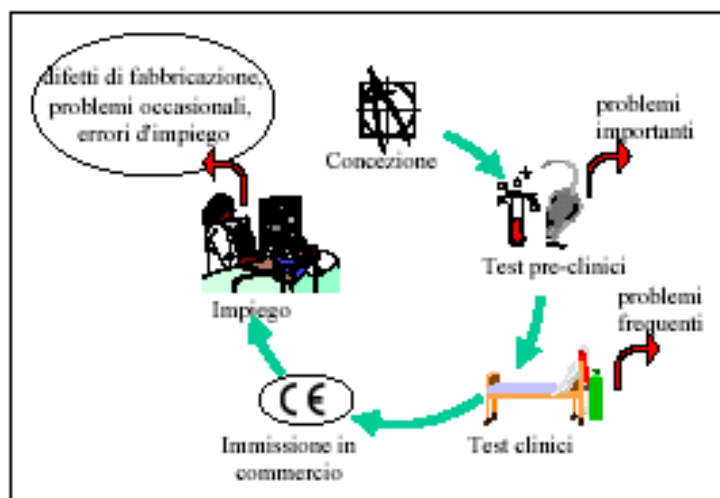 difetti di fabbricazione,
problemi occasionali,
errori d'impiego
Concezione
problemi
importanti
Test pre-clinici
problemi
frequenti
Test clinici
CE
Immissione in
commercio
Impiego